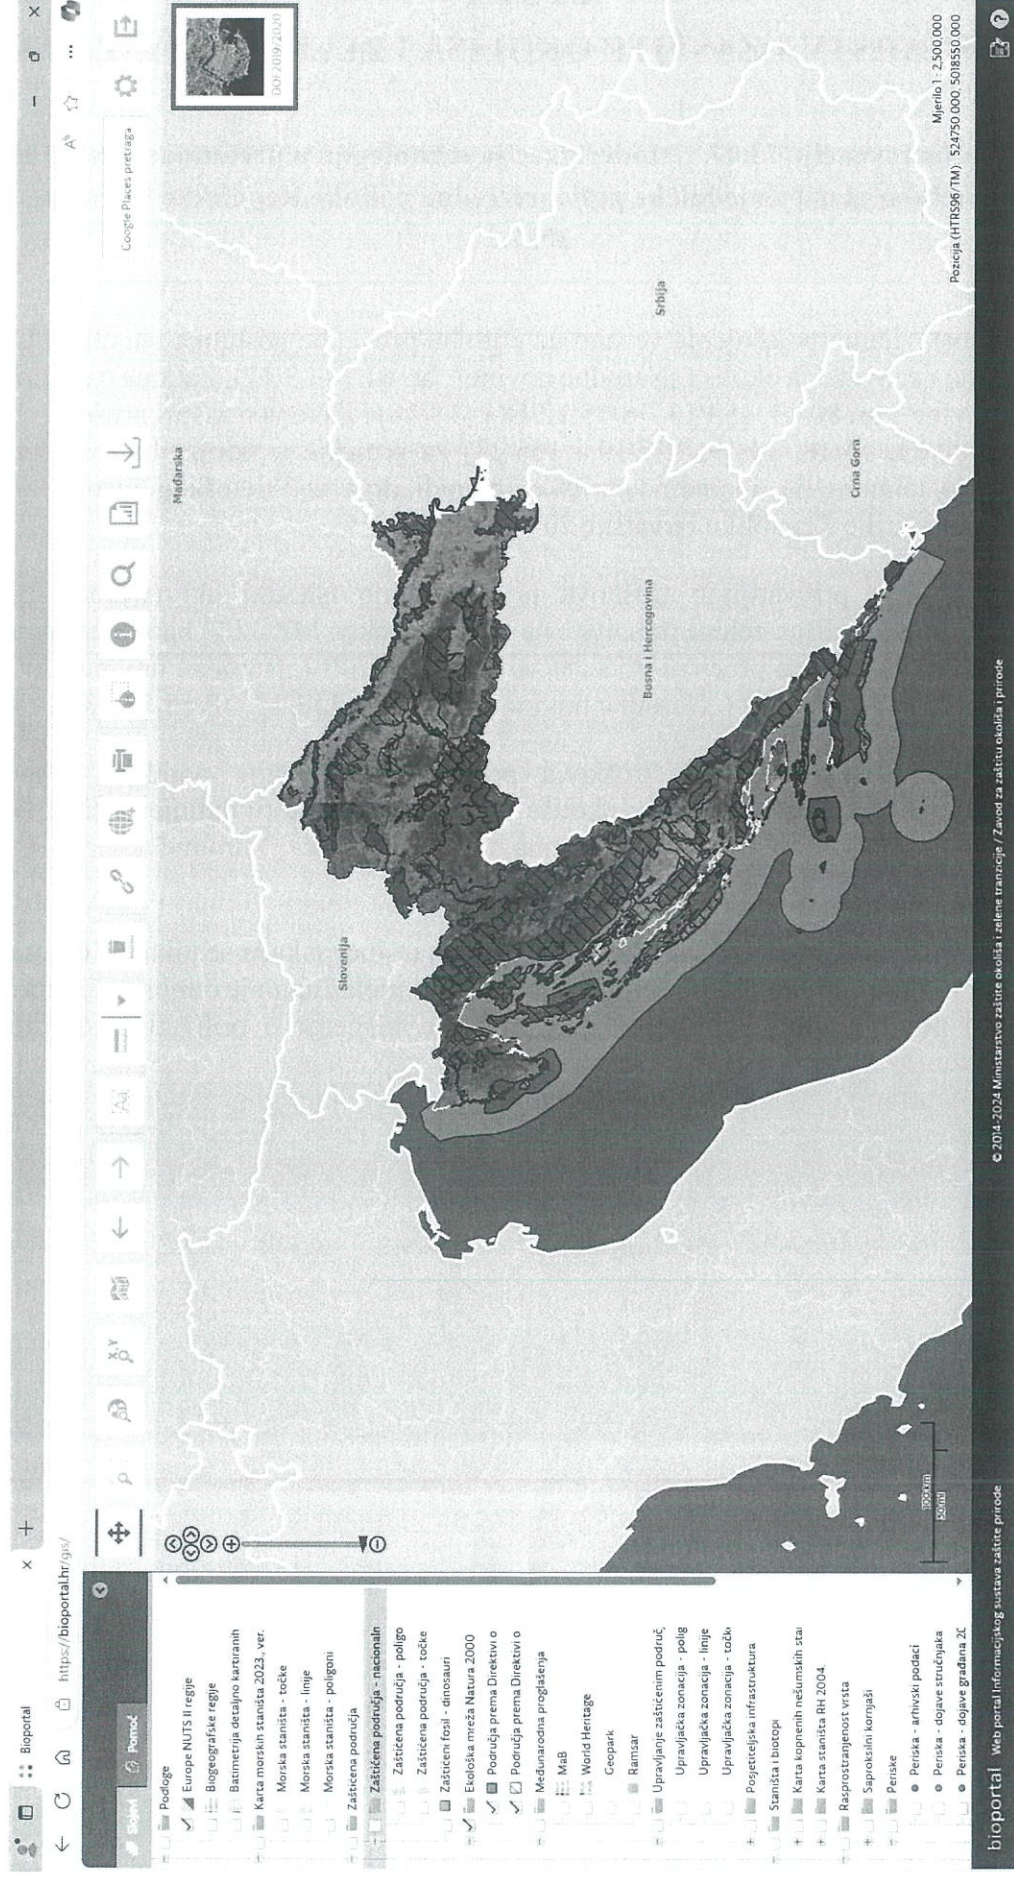 Bioportal
https://bioportal.hr/gis/
Slojevi
Pomoć
Podloge
Europe NUTS II regije
Biogeografske regije
Batimetrija detaljno kartiranih
Karta morskih staništa 2023., ver.
Morska staništa - točke
Morska staništa - linije
Morska staništa - poligoni
Zaštićena područja
Zaštićena područja - nacionaln
Zaštićena područja - poligo
Zaštićena područja - točke
Zaštićeni fosil - dinosauri
Ekološka mreža Natura 2000
Područja prema Direktivi o
Područja prema Direktivi o
Međunarodna proglašenja
MaB
World Heritage
Geopark
Ramsar
Upravljanje zaštićenim područ
Upravljačka zonacija - polig
Upravljačka zonacija - linije
Upravljačka zonacija - točki
Posjetiteljska infrastruktura
Staništa i biotopi
Karta kopnenih nešumskih star
Karta staništa RH 2004.
Rasprostranjenost vrsta
Saproksilni kornjaši
Periske
Periska - arhivski podaci
Periska - dojave stručnjaka
Periska - dojave građana 20
X,Y
Google Places pretraga
DOF2019/2020
Mađarska
Slovenija
Bosna i Hercegovina
Srbija
Crna Gora
100 km
50 mi
Mjerilo 1 : 2,500,000
Pozicija (HTRS96/TM) : 524750.000, 5018550.000
bioportal Web portal Informacijskog sustava zaštite prirode
© 2014-2024 Ministarstvo zaštite okoliša i zelene tranzicije / Zavod za zaštitu okoliša i prirode